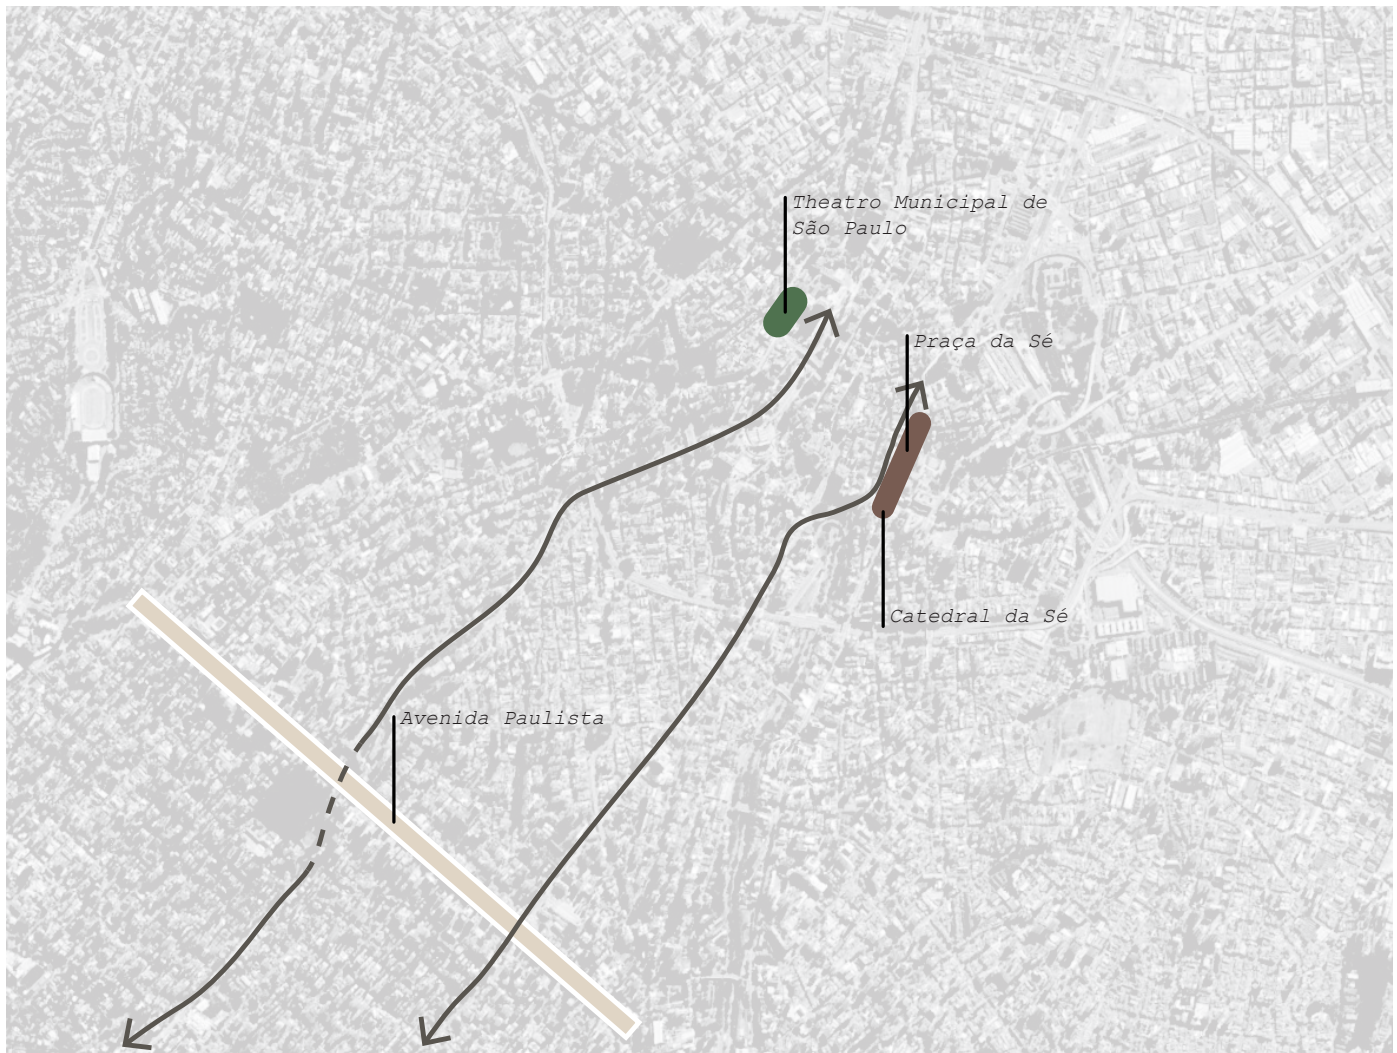 Theatro Municipal de
São Paulo
Praça da Sé
Catedral da Sé
Avenida Paulista